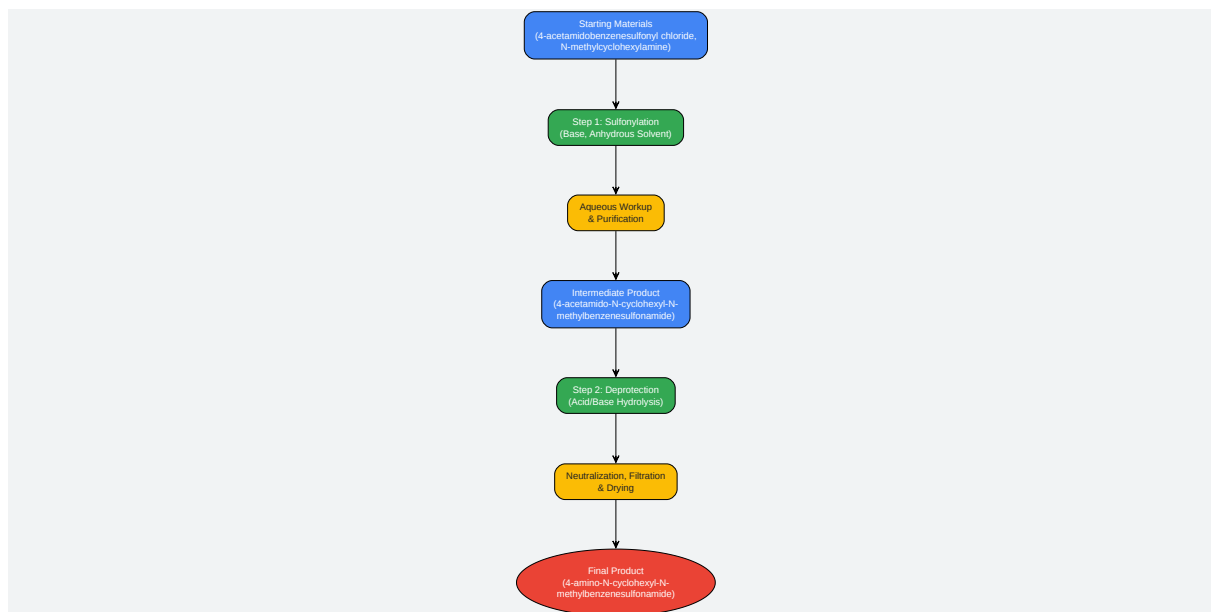 Starting Materials
(4-acetamidobenzenesulfonyl chloride,
N-methylcyclohexylamine)
Step 1: Sulfonylation
(Base, Anhydrous Solvent)
Aqueous Workup
& Purification
Intermediate Product
(4-acetamido-N-cyclohexyl-N-
methylbenzenesulfonamide)
Step 2: Deprotection
(Acid/Base Hydrolysis)
Neutralization, Filtration
& Drying
Final Product
(4-amino-N-cyclohexyl-N-
methylbenzenesulfonamide)